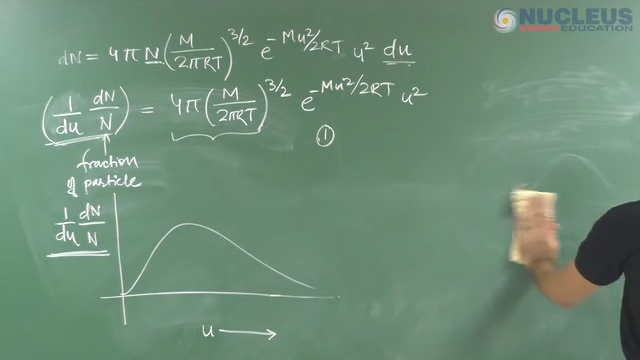 NUCLEUS
EDUCATION
dN = 4π N (M/2πRT)^3/2 e^-Mu²/2RT u² du
(1/du dN/N) = 4π (M/2πRT)^3/2 e^-Mu²/2RT u²
①
fraction
of particle
1/du dN/N
u →